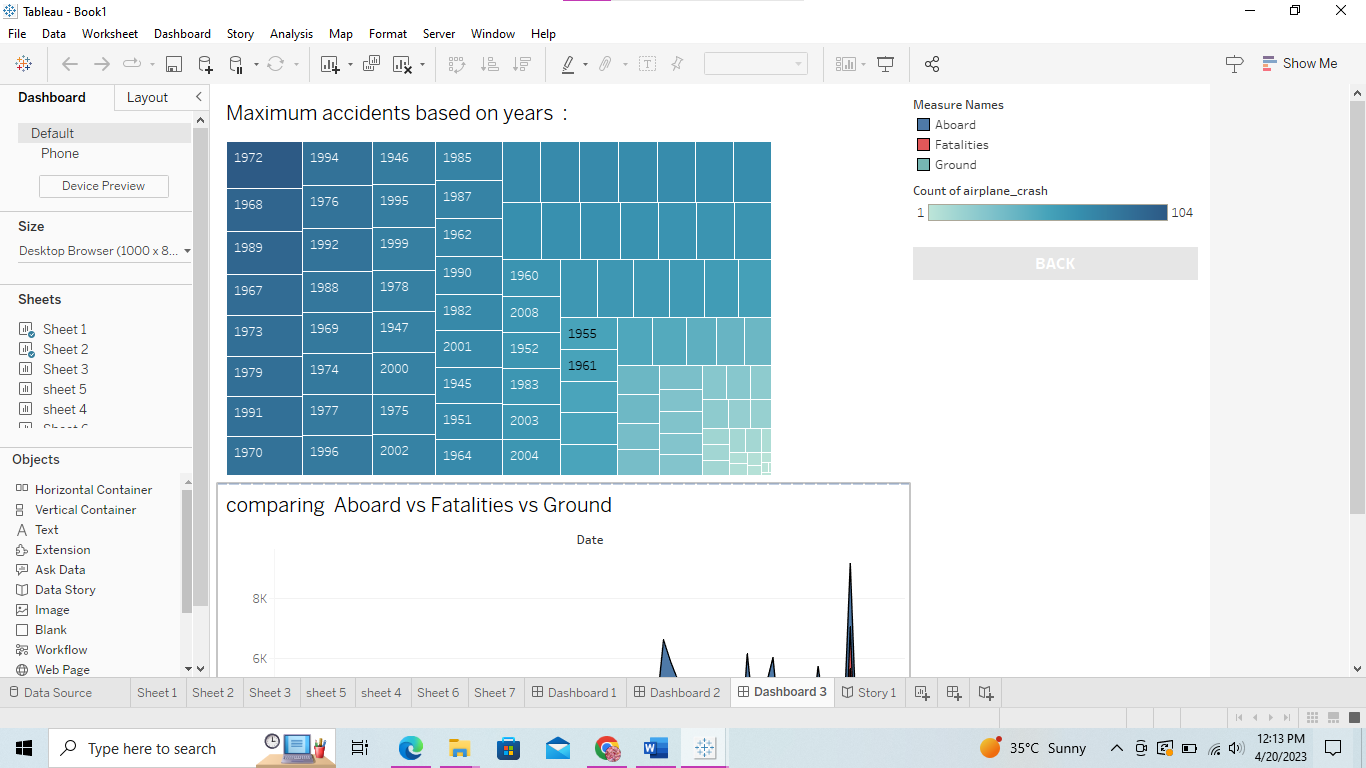 Tableau - Book1
File Data Worksheet Dashboard Story Analysis Map Format Server Window Help
Show Me
Dashboard Layout
Default
Phone
Device Preview
Size
Desktop Browser (1000 x 8...
Sheets
Sheet 1
Sheet 2
Sheet 3
sheet 5
sheet 4
Objects
Horizontal Container
Vertical Container
Text
Extension
Ask Data
Data Story
Image
Blank
Workflow
Web Page
Maximum accidents based on years :
1972 1994 1946 1985
1968 1976 1995 1987
1989 1992 1999 1962
1967 1988 1978 1990 1960
1973 1969 1947 1982 2008 1955
1979 1974 2000 2001 1952 1961
1991 1977 1975 1945 1983
1970 1996 2002 1951 2003
1964 2004
Measure Names
Aboard
Fatalities
Ground
Count of airplane_crash
1 104
BACK
comparing Aboard vs Fatalities vs Ground
Date
8K
6K
Data Source Sheet 1 Sheet 2 Sheet 3 sheet 5 sheet 4 Sheet 6 Sheet 7 Dashboard 1 Dashboard 2 Dashboard 3 Story 1
Type here to search
35°C Sunny
12:13 PM
4/20/2023